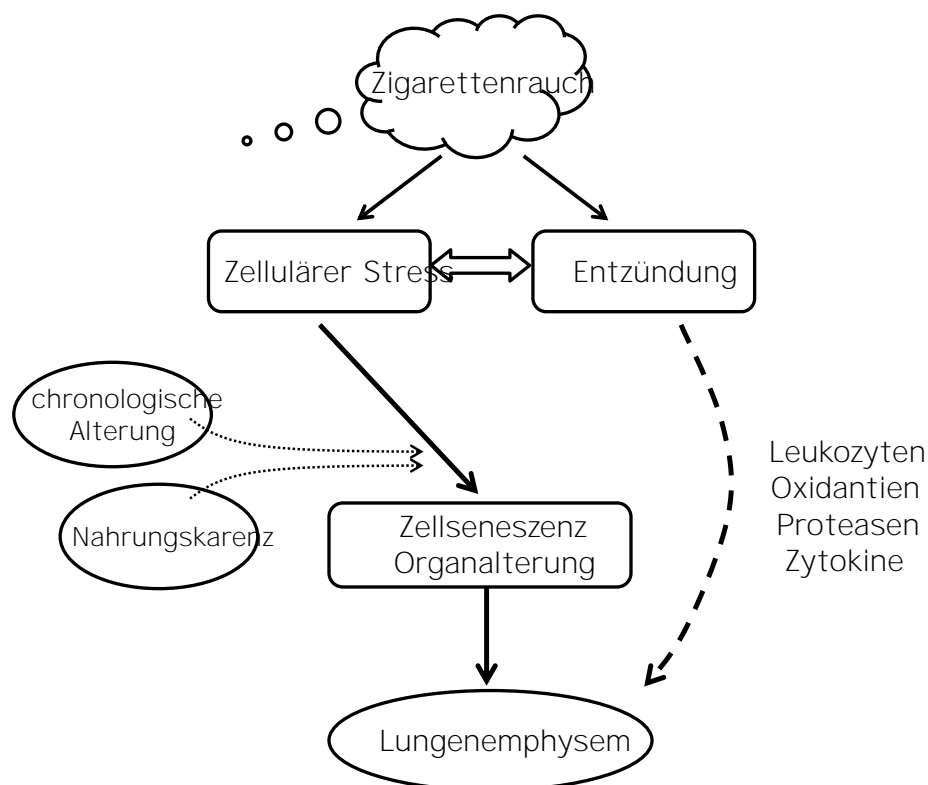 Zigarettenrauch
Zellulärer Stress
Entzündung
chronologische
Alterung
Nahrungskarenz
Leukozyten
Oxidantien
Proteasen
Zytokine
Zellseneszenz
Organalterung
Lungenemphysem